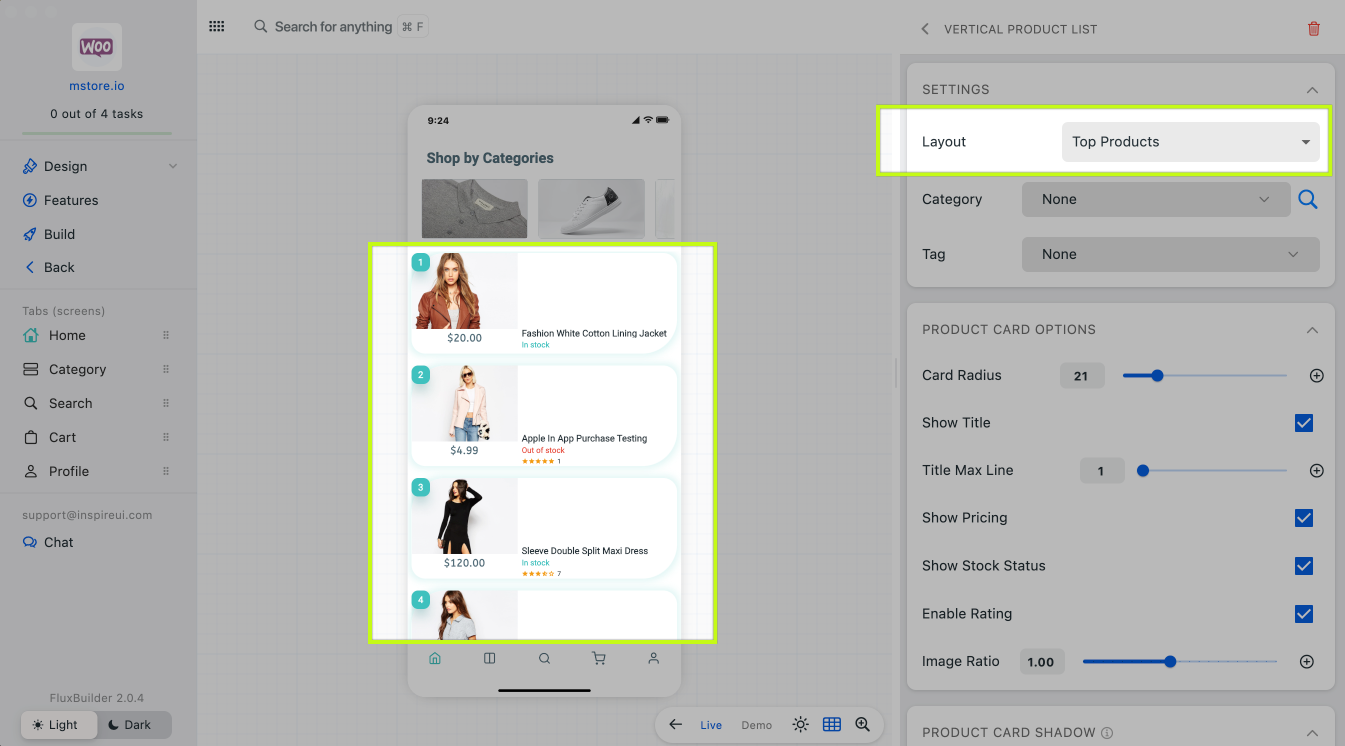 WOO
mstore.io
0 out of 4 tasks
Design
Features
Build
Back
Tabs (screens)
Home
Category
Search
Cart
Profile
support@inspireui.com
Chat
FluxBuilder 2.0.4
Light
Dark
Search for anything
⌘ F
9:24
Shop by Categories
1
$20.00
Fashion White Cotton Lining Jacket
In stock
2
$4.99
Apple In App Purchase Testing
Out of stock
★★★★★ 1
3
$120.00
Sleeve Double Split Maxi Dress
In stock
7
4
Live
Demo
VERTICAL PRODUCT LIST
SETTINGS
Layout
Top Products
Category
None
Tag
None
PRODUCT CARD OPTIONS
Card Radius
21
Show Title
Title Max Line
1
Show Pricing
Show Stock Status
Enable Rating
Image Ratio
1.00
PRODUCT CARD SHADOW